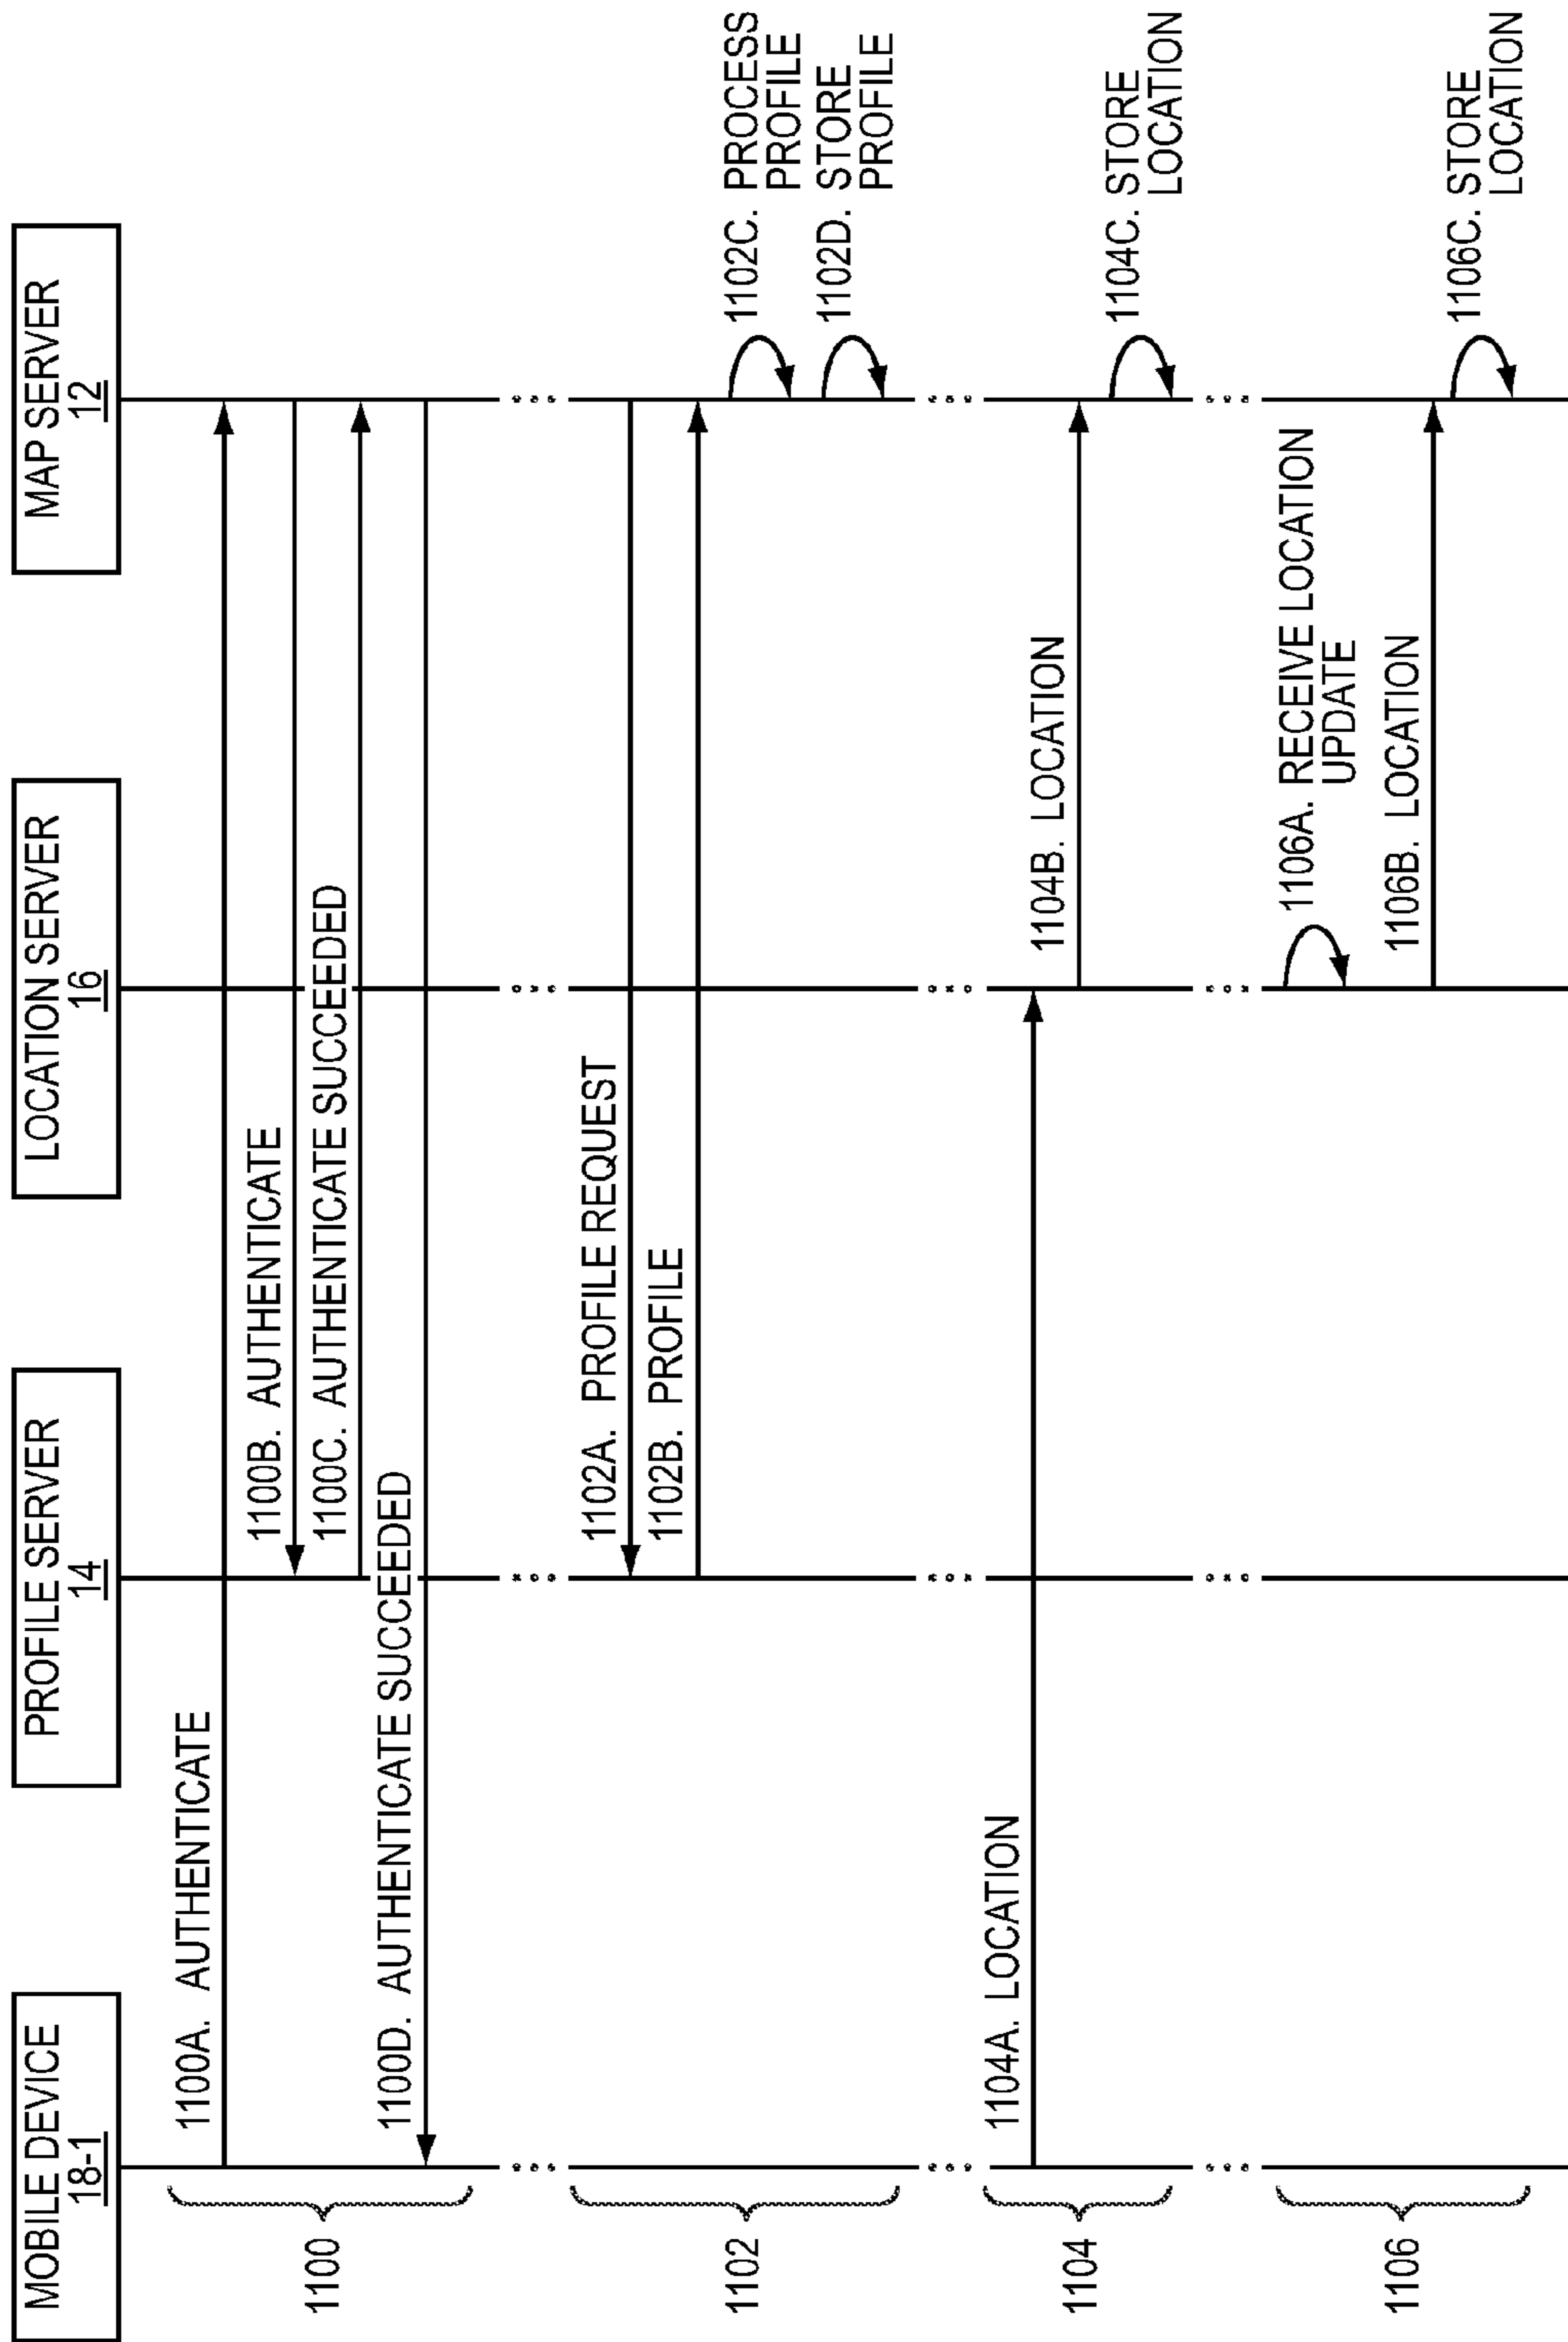 MOBILE DEVICE
18-1
PROFILE SERVER
14
LOCATION SERVER
16
MAP SERVER
12
1100
1100A. AUTHENTICATE
1100B. AUTHENTICATE
1100C. AUTHENTICATE SUCCEEDED
1100D. AUTHENTICATE SUCCEEDED
1102
1102A. PROFILE REQUEST
1102B. PROFILE
1102C. PROCESS
PROFILE
1102D. STORE
PROFILE
1104
1104A. LOCATION
1104B. LOCATION
1104C. STORE
LOCATION
1106
1106A. RECEIVE LOCATION
UPDATE
1106B. LOCATION
1106C. STORE
LOCATION